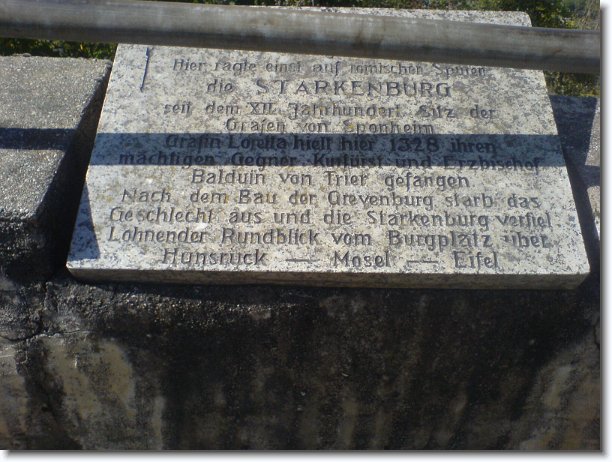 Hier ragte einst auf römischen Spuren
die STARKENBURG
seit dem XII. Jahrhundert Sitz der
Grafen von Sponheim
Gräfin Loretta hielt hier 1328 ihren
mächtigen Gegner Kurfürst und Erzbischof
Balduin von Trier gefangen
Nach dem Bau der Grevenburg starb das
Geschlecht aus und die Starkenburg verfiel
Lohnender Rundblick vom Burgplatz über
Hunsrück — Mosel — Eifel